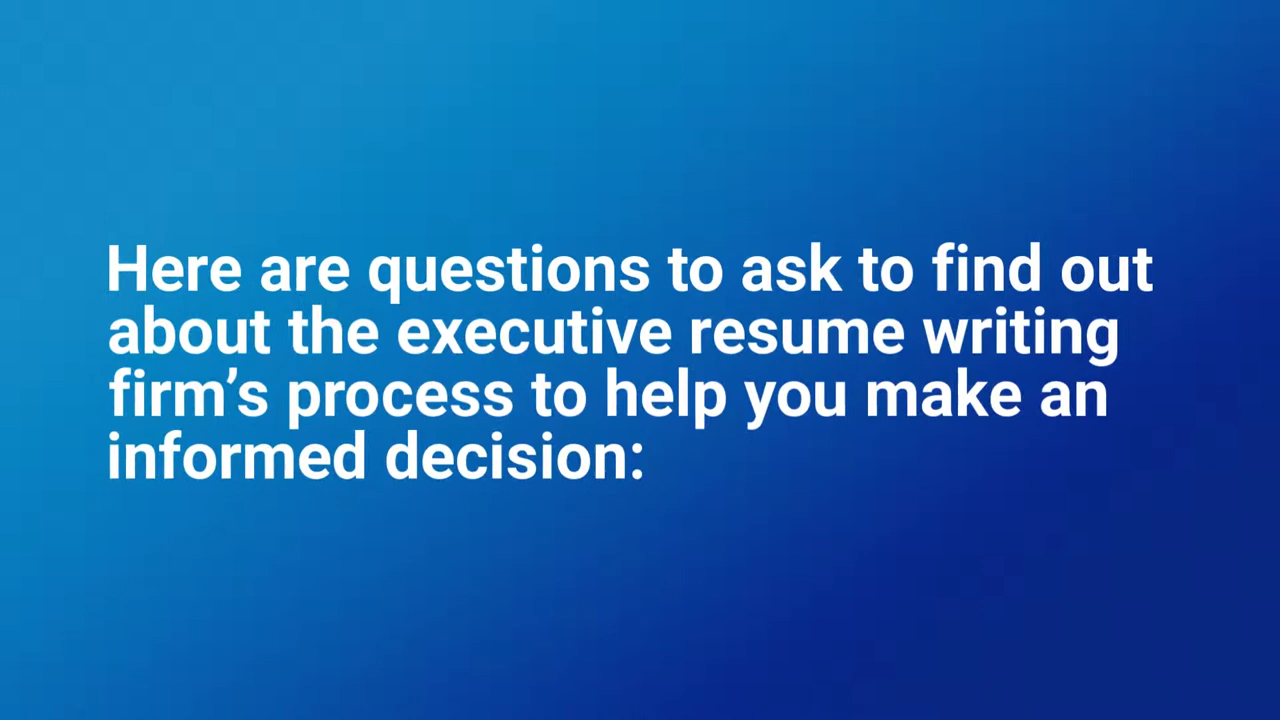 Here are questions to ask to find out
about the executive resume writing
firm’s process to help you make an
informed decision: